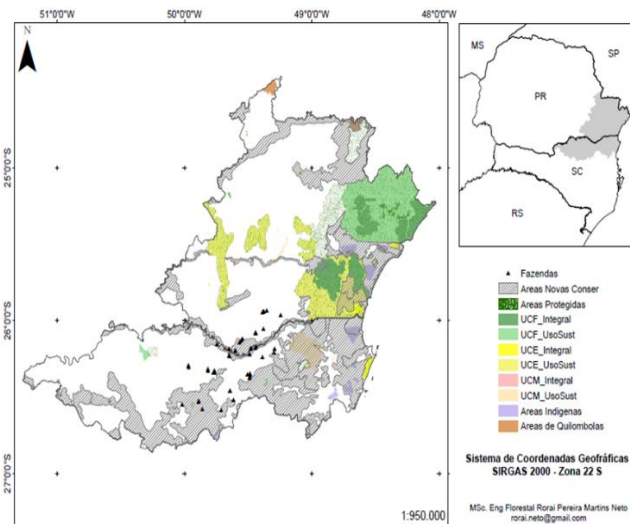 51°0'0"W 50°0'0"W 49°0'0"W 48°0'0"W
N
25°0'0"S
26°0'0"S
27°0'0"S
1:950.000
MS
SP
PR
SC
RS
Fazendas
Areas Novas Conser
Areas Protegidas
UCF_Integral
UCF_UsoSust
UCE_Integral
UCE_UsoSust
UCM_Integral
UCM_UsoSust
Areas Indigenas
Areas de Quilombolas
Sistema de Coordenadas Geográficas
SIRGAS 2000 - Zona 22 S
MSc. Eng Florestal Rorai Pereira Martins Neto
rorai.neto@gmail.com